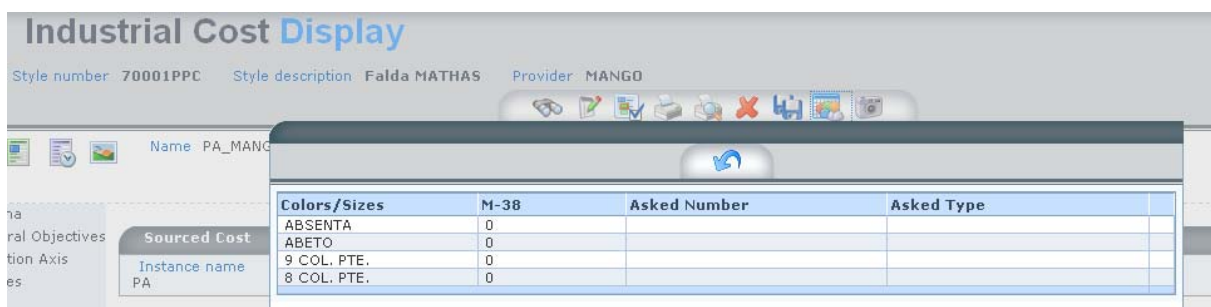 Industrial Cost Display
Style number 70001PPC Style description Falda MATHAS Provider MANGO
Name PA_MANG
Colors/Sizes M-38 Asked Number Asked Type
ABSENTA 0
ABETO 0
9 COL. PTE. 0
8 COL. PTE. 0
na
ral Objectives
tion Axis
es
Sourced Cost
Instance name
PA